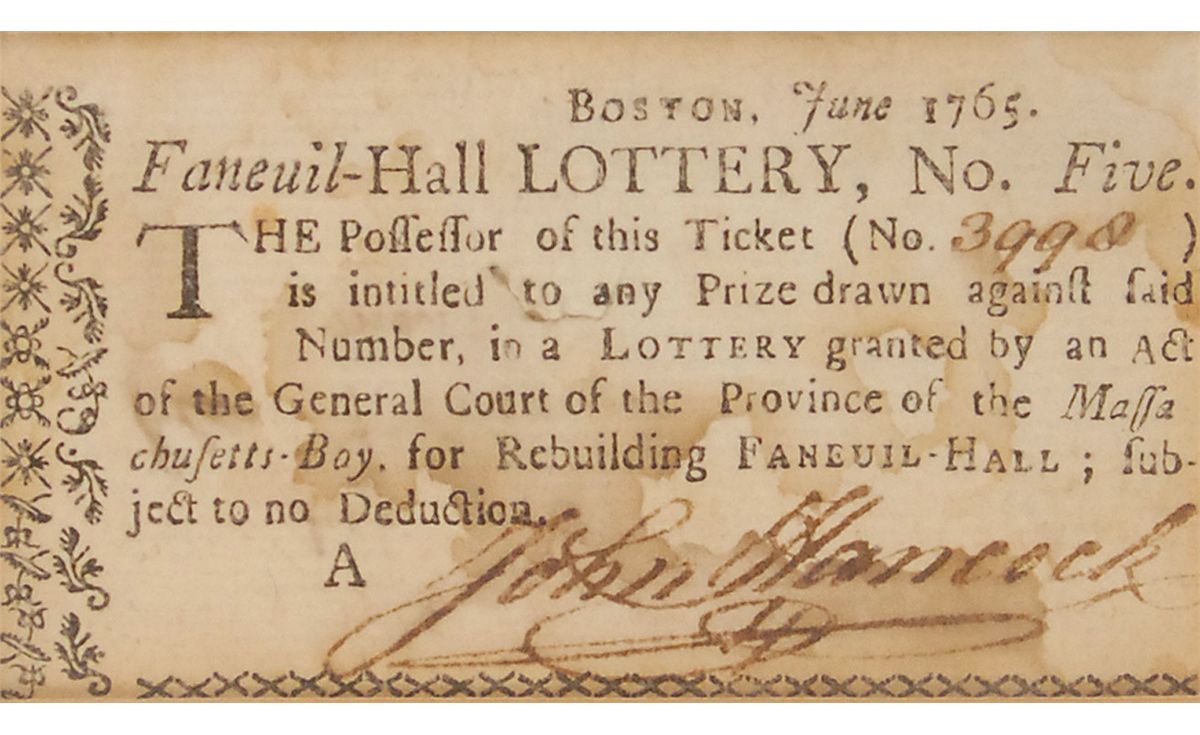 BOSTON, June 1765.
Faneuil-Hall LOTTERY, No. Five.
THE Poſſeſſor of this Ticket (No. 3998 )
is intitled to any Prize drawn againſt ſaid
Number, in a LOTTERY granted by an Act
of the General Court of the Province of the Maſſa
chuſetts-Bay, for Rebuilding FANEUIL-HALL; ſub-
ject to no Deduction.
A John Hancock